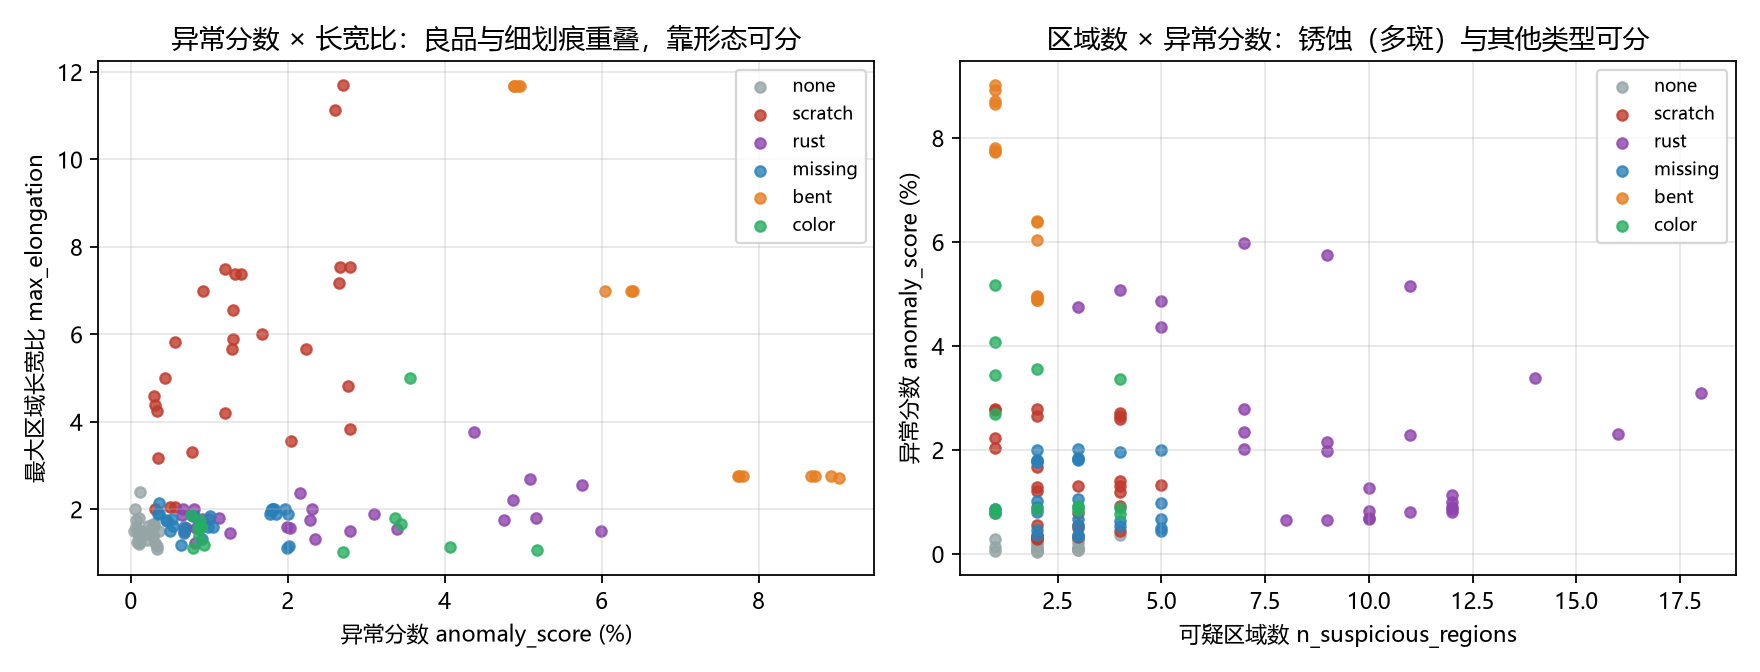 异常分数 × 长宽比：良品与细划痕重叠，靠形态可分
12
10
8
6
4
2
最大区域长宽比 max_elongation
0
2
4
6
8
异常分数 anomaly_score (%)
none
scratch
rust
missing
bent
color
区域数 × 异常分数：锈蚀（多斑）与其他类型可分
8
6
4
2
0
异常分数 anomaly_score (%)
2.5
5.0
7.5
10.0
12.5
15.0
17.5
可疑区域数 n_suspicious_regions
none
scratch
rust
missing
bent
color